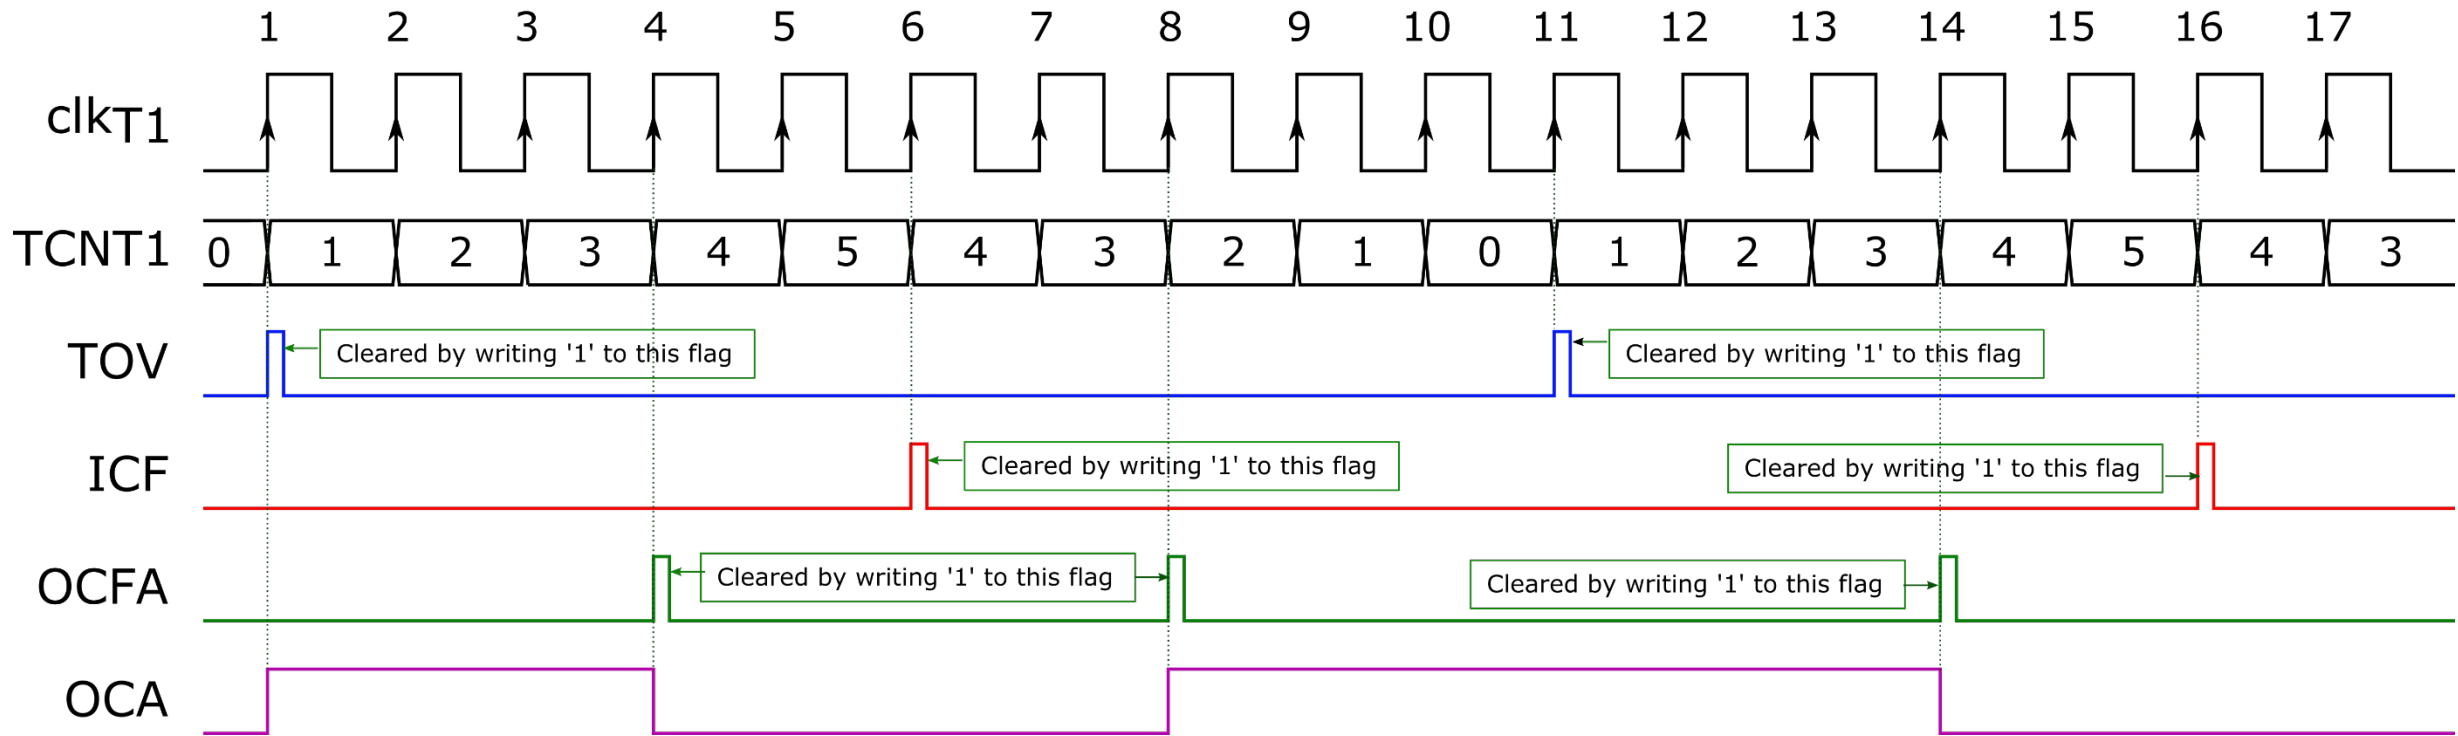 1 2 3 4 5 6 7 8 9 10 11 12 13 14 15 16 17
clkT1
TCNT1 0 1 2 3 4 5 4 3 2 1 0 1 2 3 4 5 4 3
TOV Cleared by writing '1' to this flag Cleared by writing '1' to this flag
ICF Cleared by writing '1' to this flag Cleared by writing '1' to this flag
OCFA Cleared by writing '1' to this flag Cleared by writing '1' to this flag
OCA